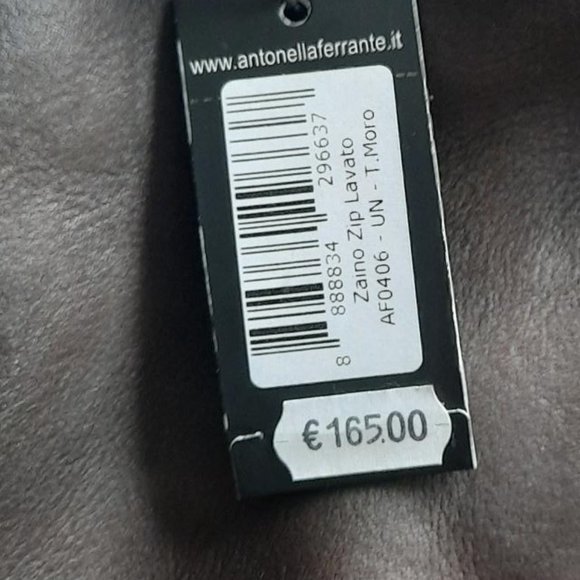 www.antonellaferrante.it
8 888834 296637
Zaino Zip Lavato
AF0406 - UN - T.Moro
€165.00